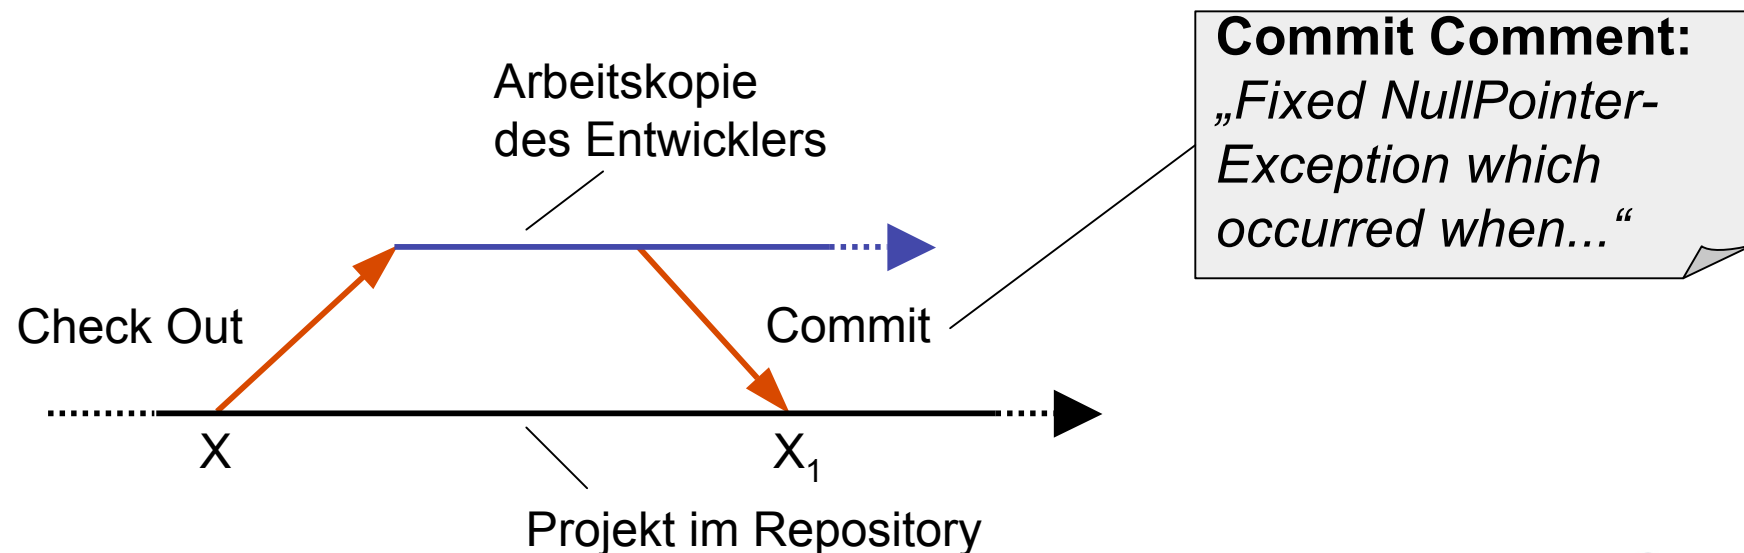 Commit Comment:
„Fixed NullPointer-
Exception which
occurred when...“
Arbeitskopie
des Entwicklers
Check Out
Commit
X
X₁
Projekt im Repository